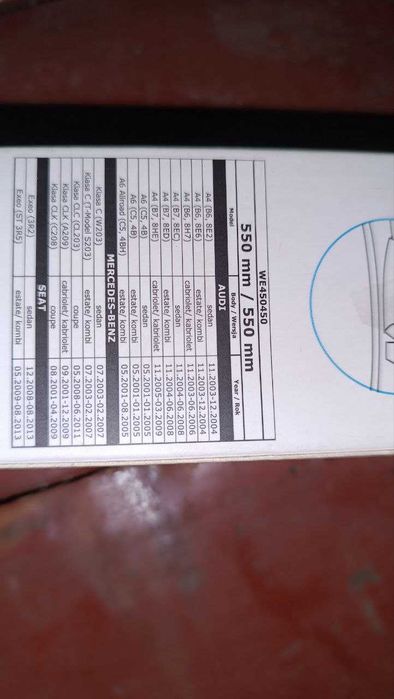 WE450450
550 mm / 550 mm
Model Body / Wersja Year / Rok
AUDI
A4 (B6, 8E2) sedan 11.2003-12.2004
A4 (B6, 8E6) estate/ kombi 11.2003-12.2004
A4 (B6, 8H7) cabriolet/ kabriolet 11.2003-06.2006
A4 (B7, 8EC) sedan 11.2004-06.2008
A4 (B7, 8ED) estate/ kombi 11.2004-06.2008
A4 (B7, 8HE) cabriolet/ kabriolet 11.2005-03.2009
A6 (C5, 4B) sedan 05.2001-01.2005
A6 (C5, 4B) estate/ kombi 05.2001-01.2005
A6 Allroad (C5, 4BH) estate/ kombi 05.2001-08.2005
MERCEDES-BENZ
Klasa C (W203) sedan 07.2003-02.2007
Klasa C (T-Model S203) estate/ kombi 07.2003-02.2007
Klasa CLC (CL203) coupe 05.2008-06.2011
Klasa CLK (A209) cabriolet/ kabriolet 09.2001-12.2009
Klasa CLK (C208) coupe 08.2001-04.2009
SEAT
Exeo (3R2) sedan 12.2008-08.2013
Exeo (ST 3R5) estate/ kombi 05.2009-08.2013